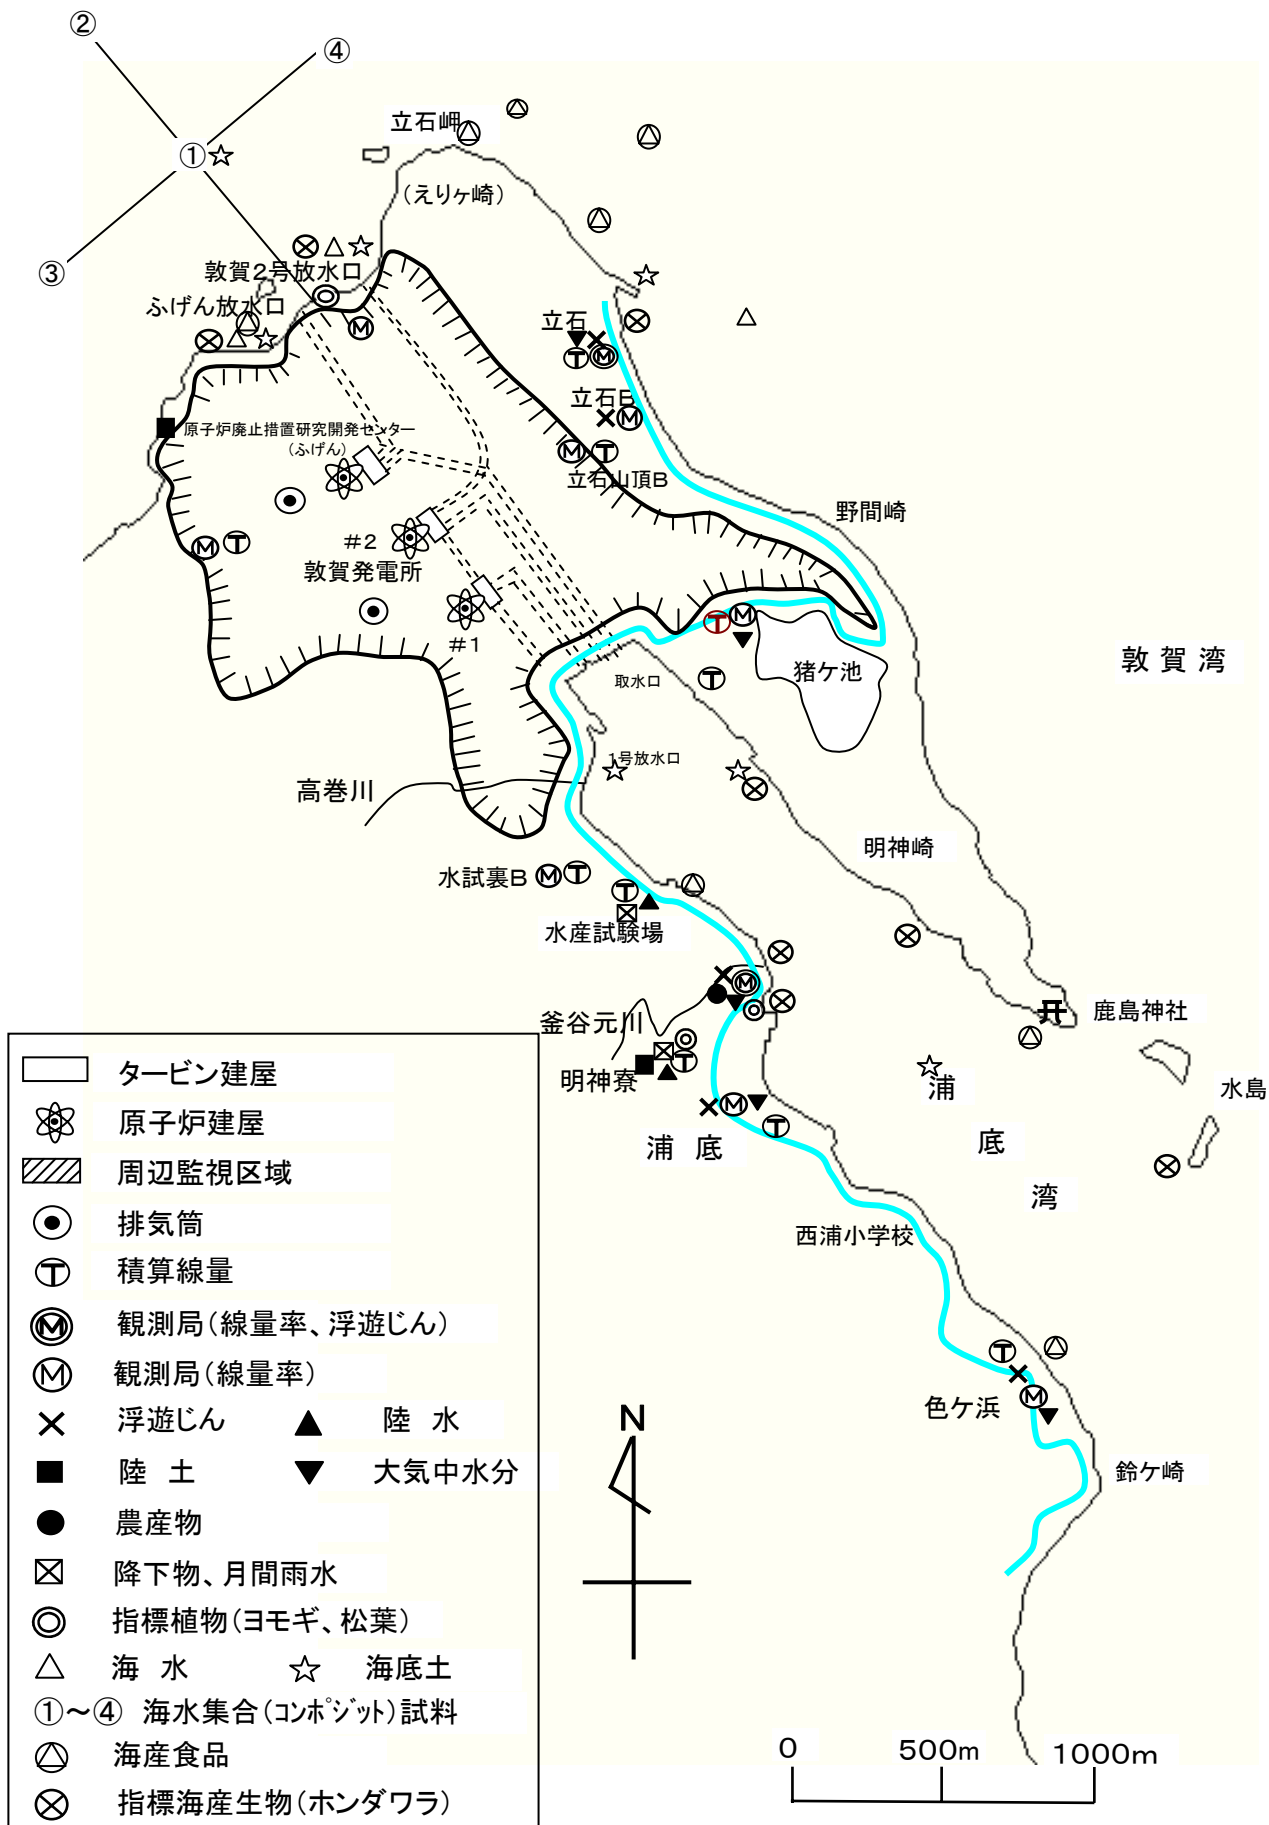 ②
④
立石岬
①
(えりヶ崎)
③
敦賀2号放水口
ふげん放水口
M
立石
T M
立石B
M
原子炉廃止措置研究開発センター
(ふげん)
M T
立石山頂B
野間崎
#2
M T
敦賀発電所
T M
#1
敦賀湾
猪ケ池
取水口
T
1号放水口
高巻川
明神崎
水試裏B M T
T
水産試験場
M
鹿島神社
釜谷元川
T
明神寮
浦
水島
M
T
浦底
底
湾
西浦小学校
T
M
色ケ浜
鈴ケ崎
N
タービン建屋
原子炉建屋
周辺監視区域
排気筒
T 積算線量
M 観測局(線量率、浮遊じん)
M 観測局(線量率)
浮遊じん 陸水
陸土 大気中水分
農産物
降下物、月間雨水
指標植物(ヨモギ、松葉)
海水 海底土
①～④ 海水集合(コンポジット)試料
海産食品
指標海産生物(ホンダワラ)
0 500m 1000m